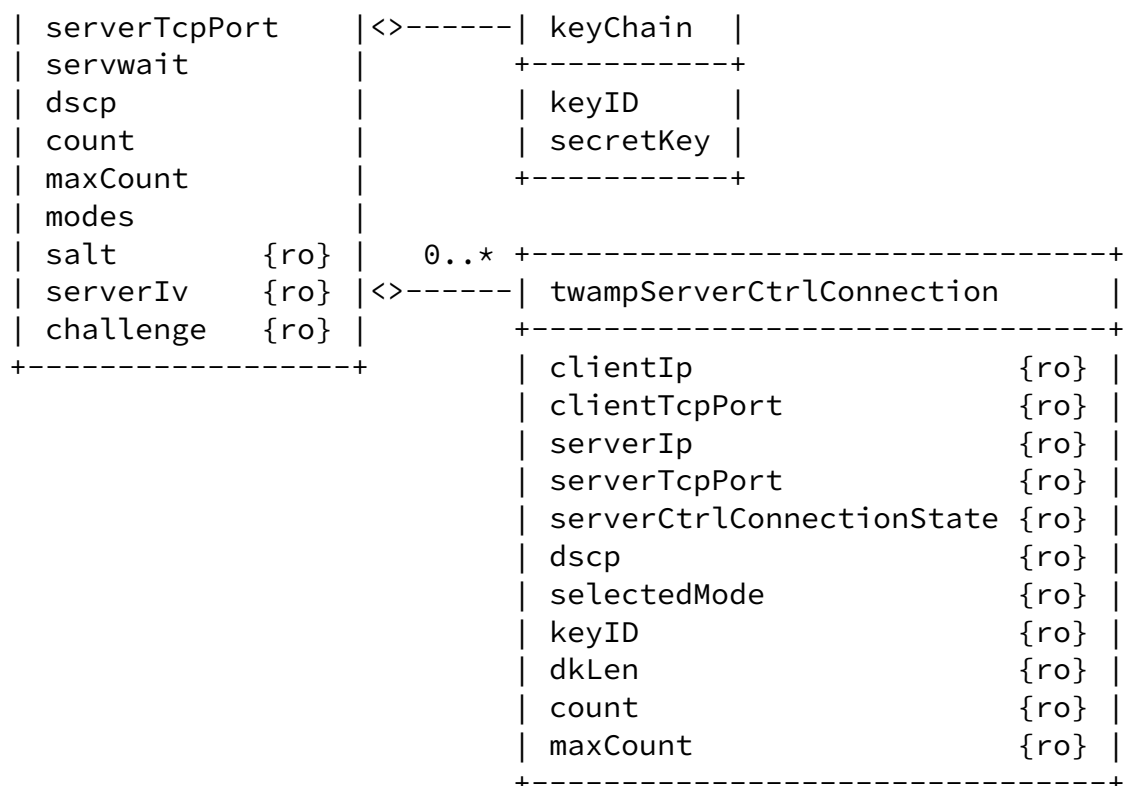 | serverTcpPort    |<>------| keyChain  |
| servwait         |        +-----------+
| dscp             |        | keyID     |
| count            |        | secretKey |
| maxCount         |        +-----------+
| modes            |
| salt       {ro}  |   0..* +--------------------------------+
| serverIv   {ro}  |<>------| twampServerCtrlConnection      |
| challenge  {ro}  |        +--------------------------------+
+------------------+        | clientIp                  {ro} |
                            | clientTcpPort             {ro} |
                            | serverIp                  {ro} |
                            | serverTcpPort             {ro} |
                            | serverCtrlConnectionState {ro} |
                            | dscp                      {ro} |
                            | selectedMode              {ro} |
                            | keyID                     {ro} |
                            | dkLen                     {ro} |
                            | count                     {ro} |
                            | maxCount                  {ro} |
                            +--------------------------------+